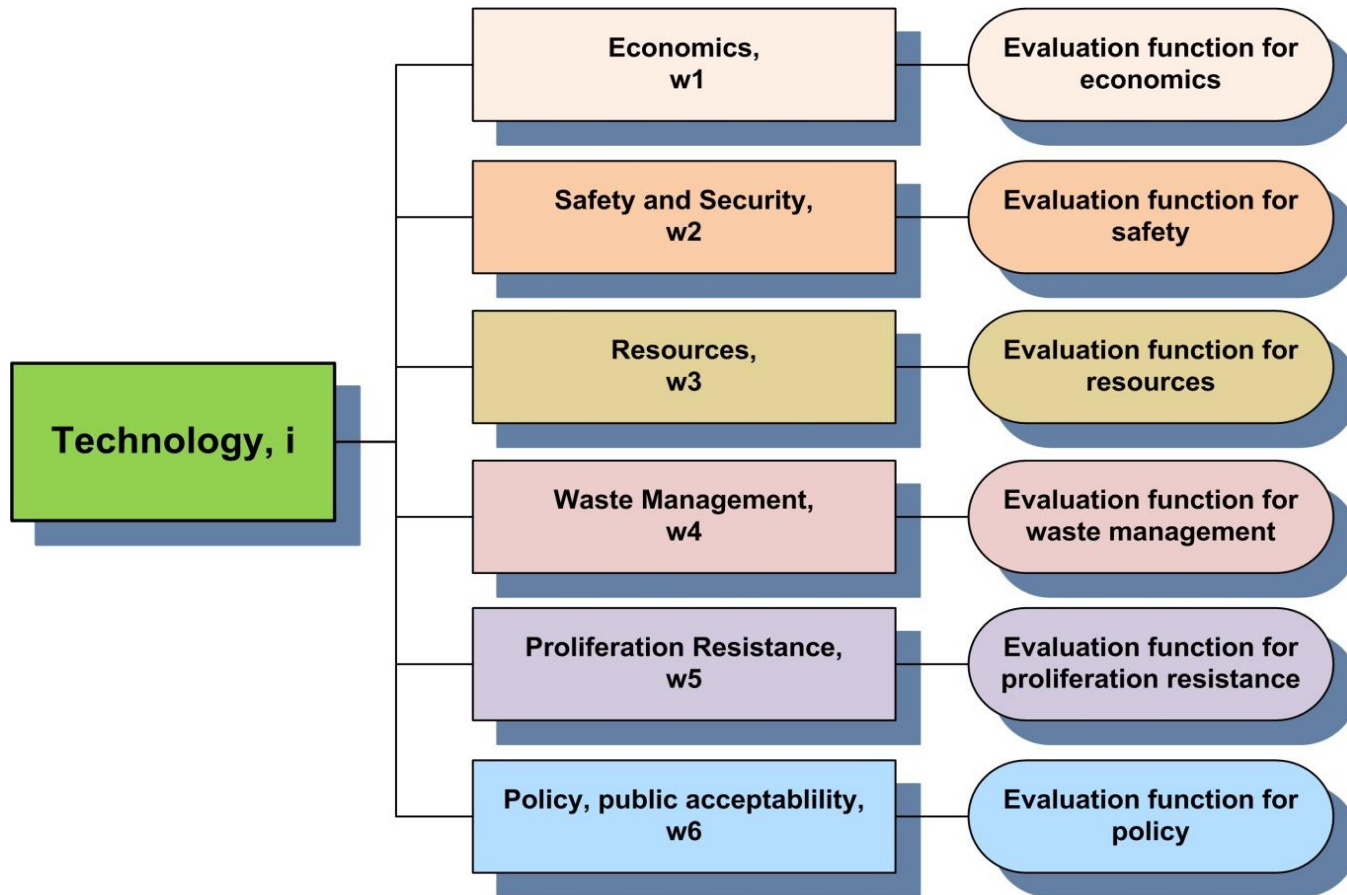 Economics,
w1
Evaluation function for
economics
Safety and Security,
w2
Evaluation function for
safety
Resources,
w3
Evaluation function for
resources
Technology, i
Waste Management,
w4
Evaluation function for
waste management
Proliferation Resistance,
w5
Evaluation function for
proliferation resistance
Policy, public acceptablility,
w6
Evaluation function for
policy